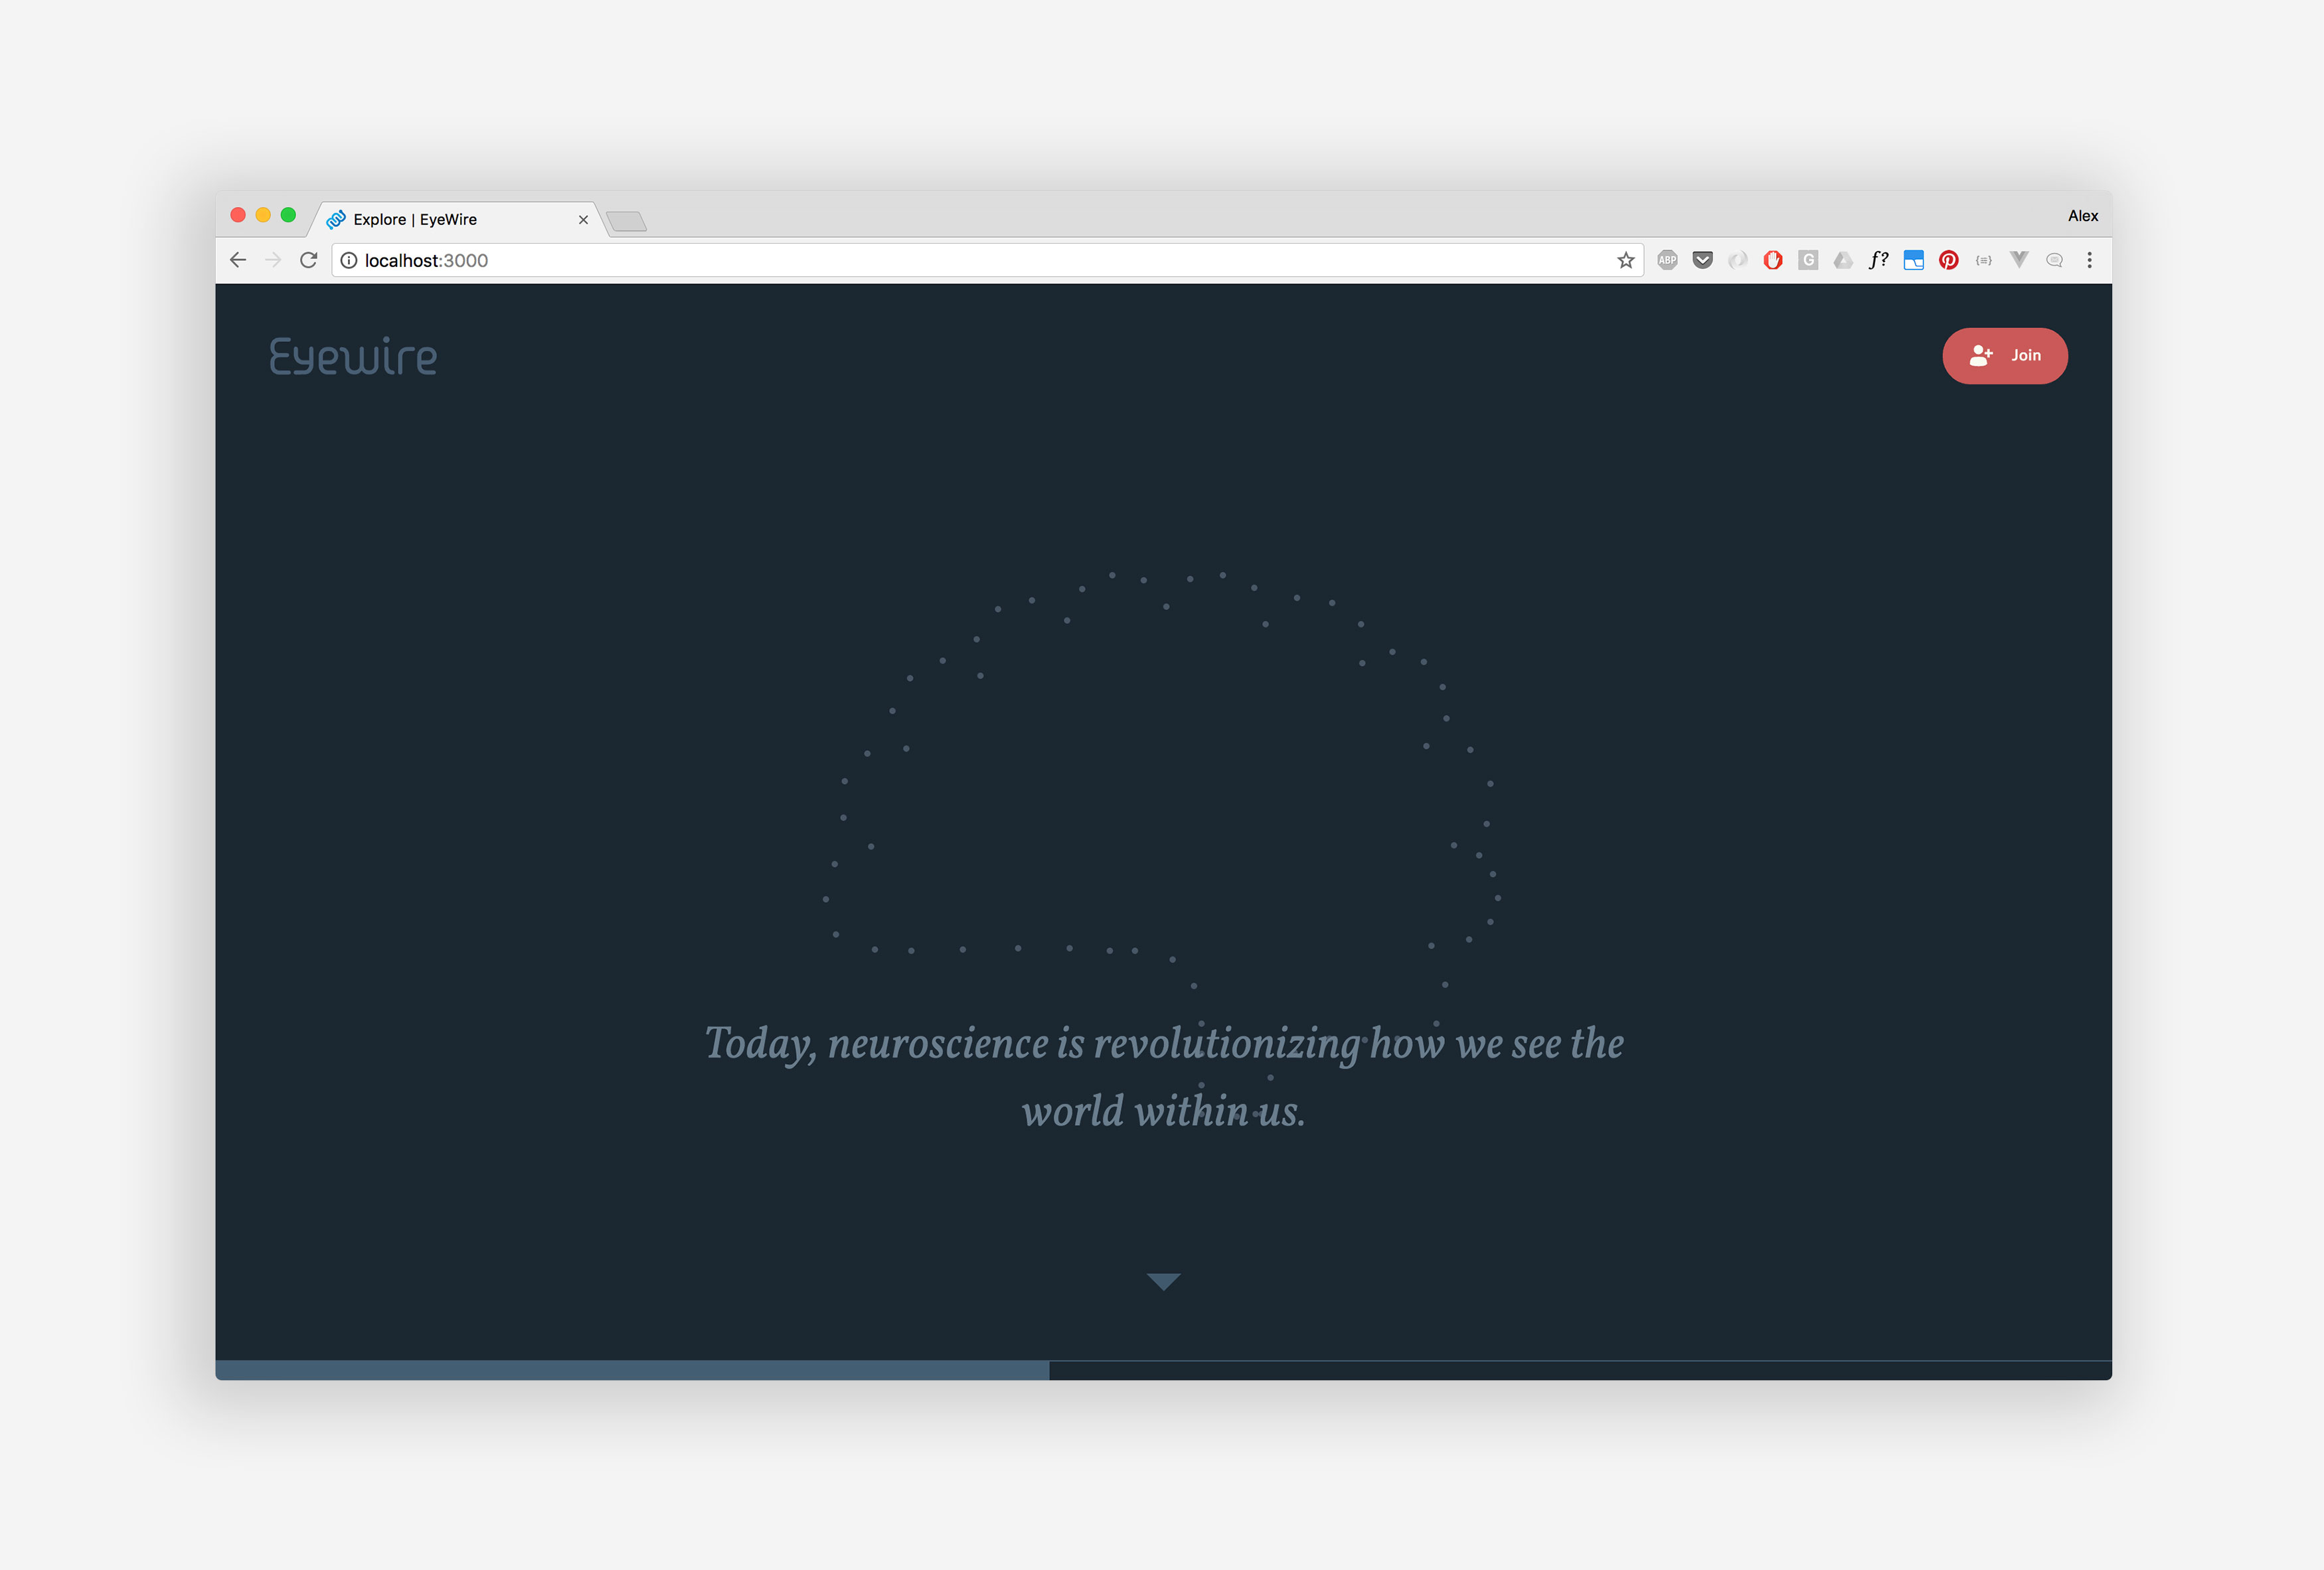 Explore | EyeWire
Alex
localhost:3000
ABP
G
f?
{≡}
Eyewire
Join
Today, neuroscience is revolutionizing how we see the
world within us.